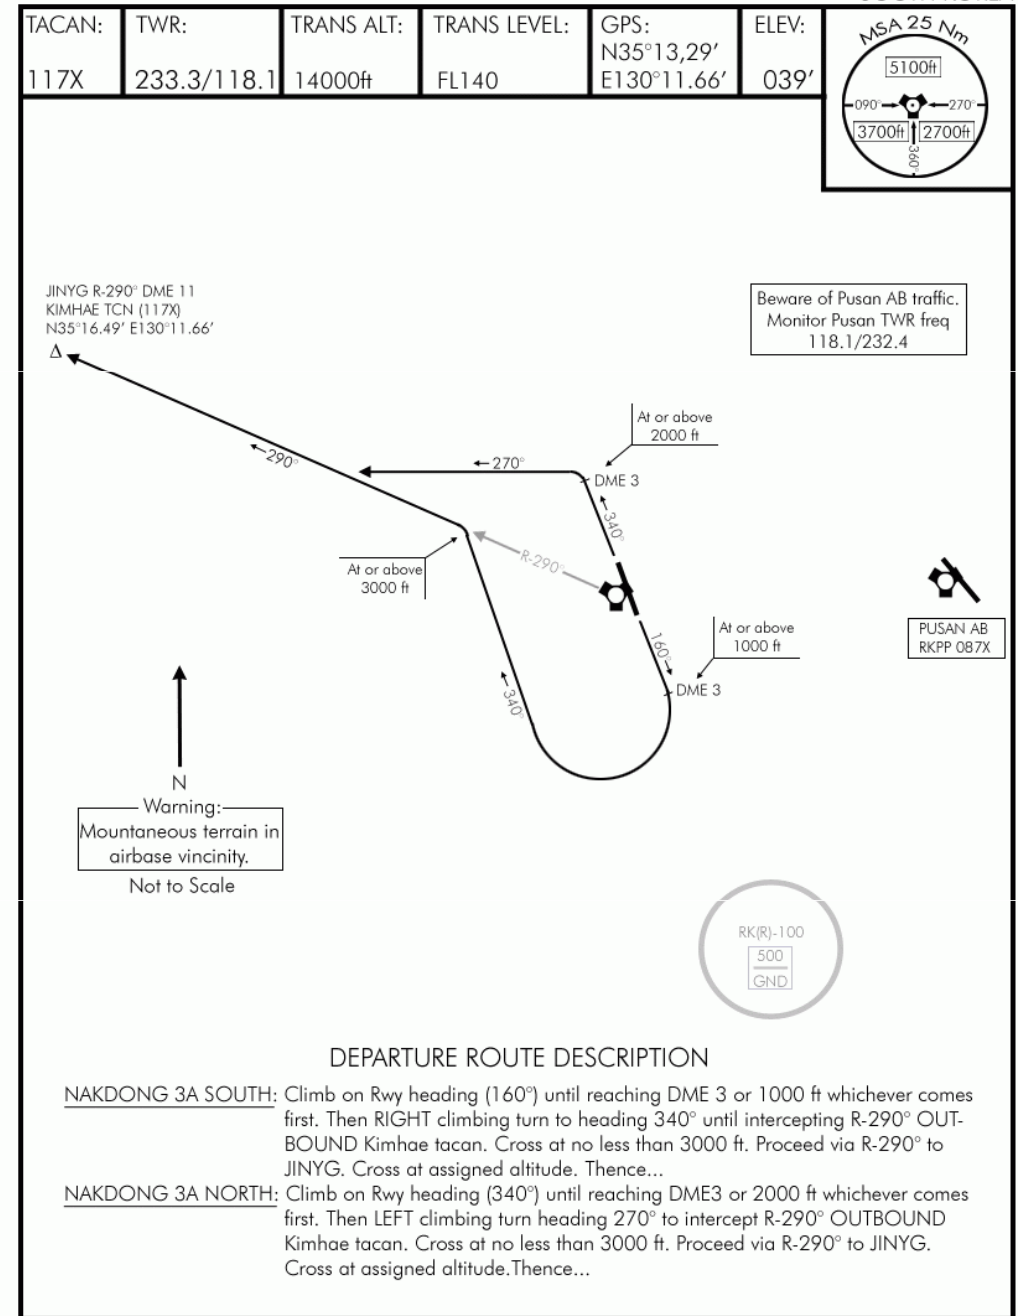 TACAN:
117X
TWR:
233.3/118.1
TRANS ALT:
14000ft
TRANS LEVEL:
FL140
GPS:
N35°13,29′
E130°11.66′
ELEV:
039′
MSA 25 Nm
5100ft
090°
270°
3700ft
2700ft
360°
JINYG R-290° DME 11
KIMHAE TCN (117X)
N35°16.49′ E130°11.66′
Δ
Beware of Pusan AB traffic.
Monitor Pusan TWR freq
118.1/232.4
At or above
2000 ft
290°
270°
DME 3
340°
R-290°
At or above
3000 ft
PUSAN AB
RKPP 087X
At or above
1000 ft
160°
DME 3
340°
N
Warning:
Mountaneous terrain in
airbase vincinity.
Not to Scale
RK(R)-100
500
GND
DEPARTURE ROUTE DESCRIPTION
NAKDONG 3A SOUTH: Climb on Rwy heading (160°) until reaching DME 3 or 1000 ft whichever comes
first. Then RIGHT climbing turn to heading 340° until intercepting R-290° OUT-
BOUND Kimhae tacan. Cross at no less than 3000 ft. Proceed via R-290° to
JINYG. Cross at assigned altitude. Thence...
NAKDONG 3A NORTH: Climb on Rwy heading (340°) until reaching DME3 or 2000 ft whichever comes
first. Then LEFT climbing turn heading 270° to intercept R-290° OUTBOUND
Kimhae tacan. Cross at no less than 3000 ft. Proceed via R-290° to JINYG.
Cross at assigned altitude.Thence...